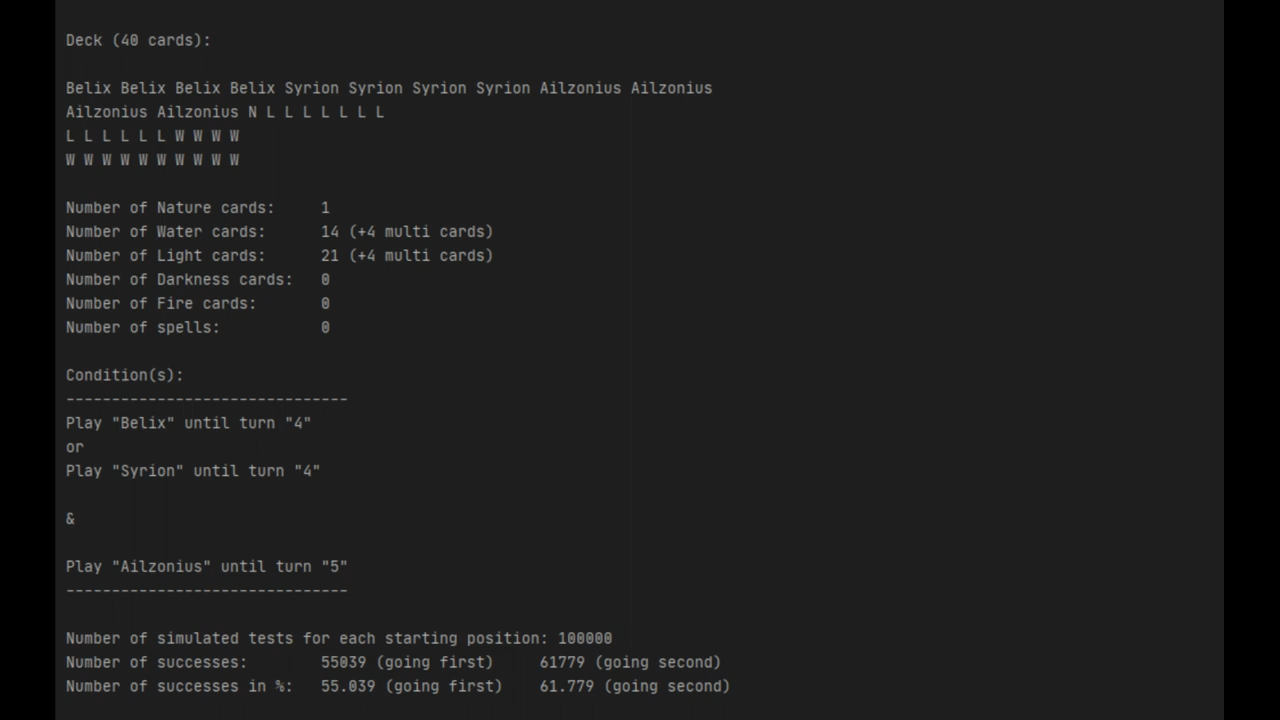 Deck (40 cards):
Belix Belix Belix Belix Syrion Syrion Syrion Syrion Ailzonius Ailzonius
Ailzonius Ailzonius N L L L L L L L
L L L L L L W W W W
W W W W W W W W W W
Number of Nature cards: 1
Number of Water cards: 14 (+4 multi cards)
Number of Light cards: 21 (+4 multi cards)
Number of Darkness cards: 0
Number of Fire cards: 0
Number of spells: 0
Condition(s):
-------------------------------
Play "Belix" until turn "4"
or
Play "Syrion" until turn "4"
&
Play "Ailzonius" until turn "5"
-------------------------------
Number of simulated tests for each starting position: 100000
Number of successes: 55039 (going first) 61779 (going second)
Number of successes in %: 55.039 (going first) 61.779 (going second)